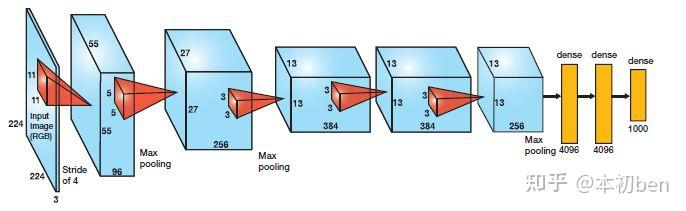 224
224
3
11
11
Input
Image
(RGB)
Stride
of 4
55
55
96
5
5
Max
pooling
27
27
256
3
3
Max
pooling
13
13
384
3
3
13
13
384
3
3
13
13
256
Max
pooling
dense
4096
dense
4096
dense
1000
知乎 @本初ben